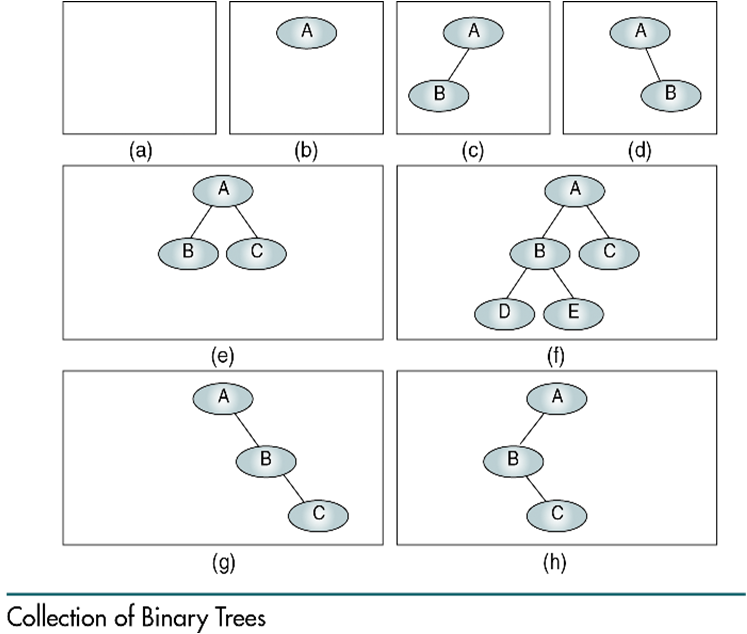 A A A
B B
(a) (b) (c) (d)
A A
B C B C
D E
(e) (f)
A A
B B
C C
(g) (h)
Collection of Binary Trees